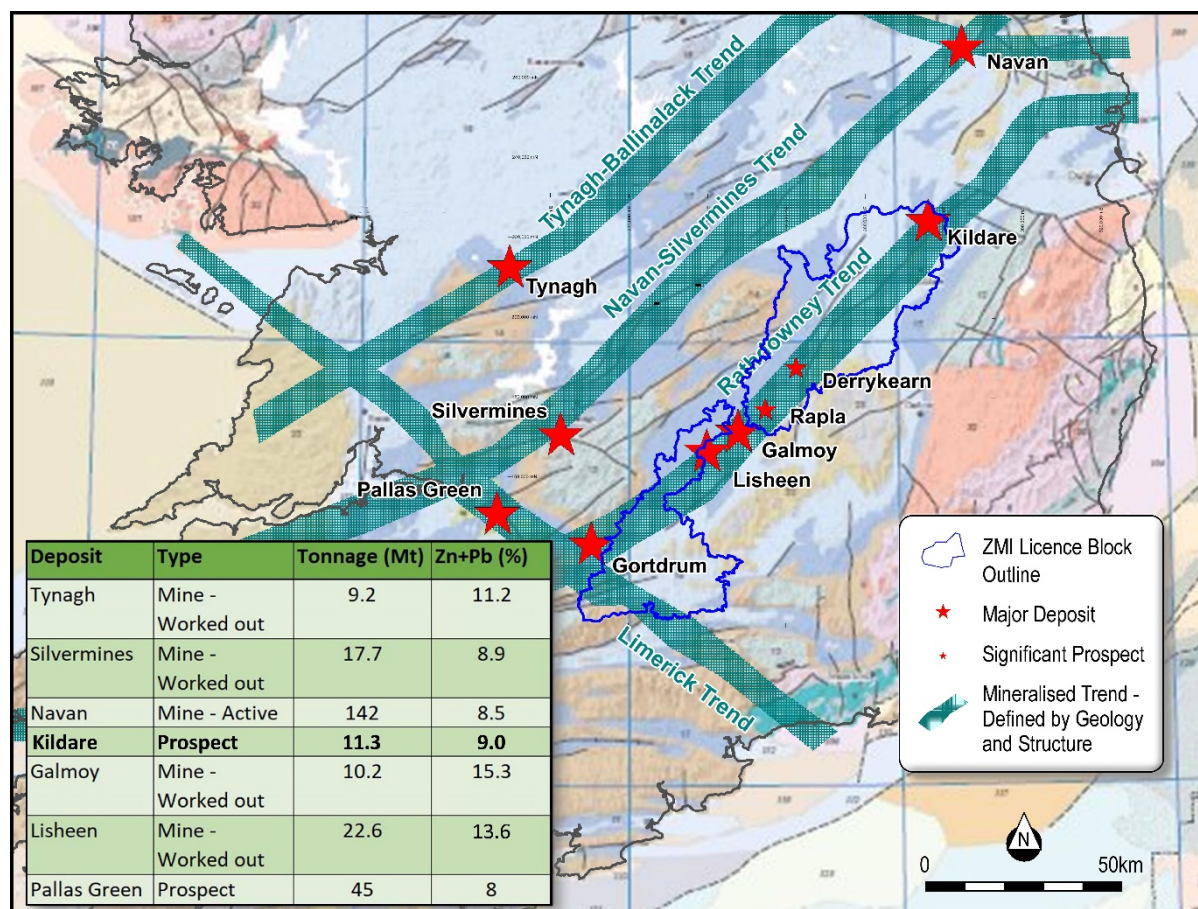 Navan
Tynagh-Ballinalack Trend
Navan-Silvermines Trend
Kildare
Tynagh
Rathdowney Trend
Derrykearn
Silvermines
Rapla
Galmoy
Lisheen
Pallas Green
Gortdrum
Limerick Trend
Deposit Type Tonnage (Mt) Zn+Pb (%)
Tynagh Mine - 9.2 11.2
Worked out
Silvermines Mine - 17.7 8.9
Worked out
Navan Mine - Active 142 8.5
Kildare Prospect 11.3 9.0
Galmoy Mine - 10.2 15.3
Worked out
Lisheen Mine - 22.6 13.6
Worked out
Pallas Green Prospect 45 8
ZMI Licence Block
Outline
Major Deposit
Significant Prospect
Mineralised Trend -
Defined by Geology
and Structure
N
0 50km